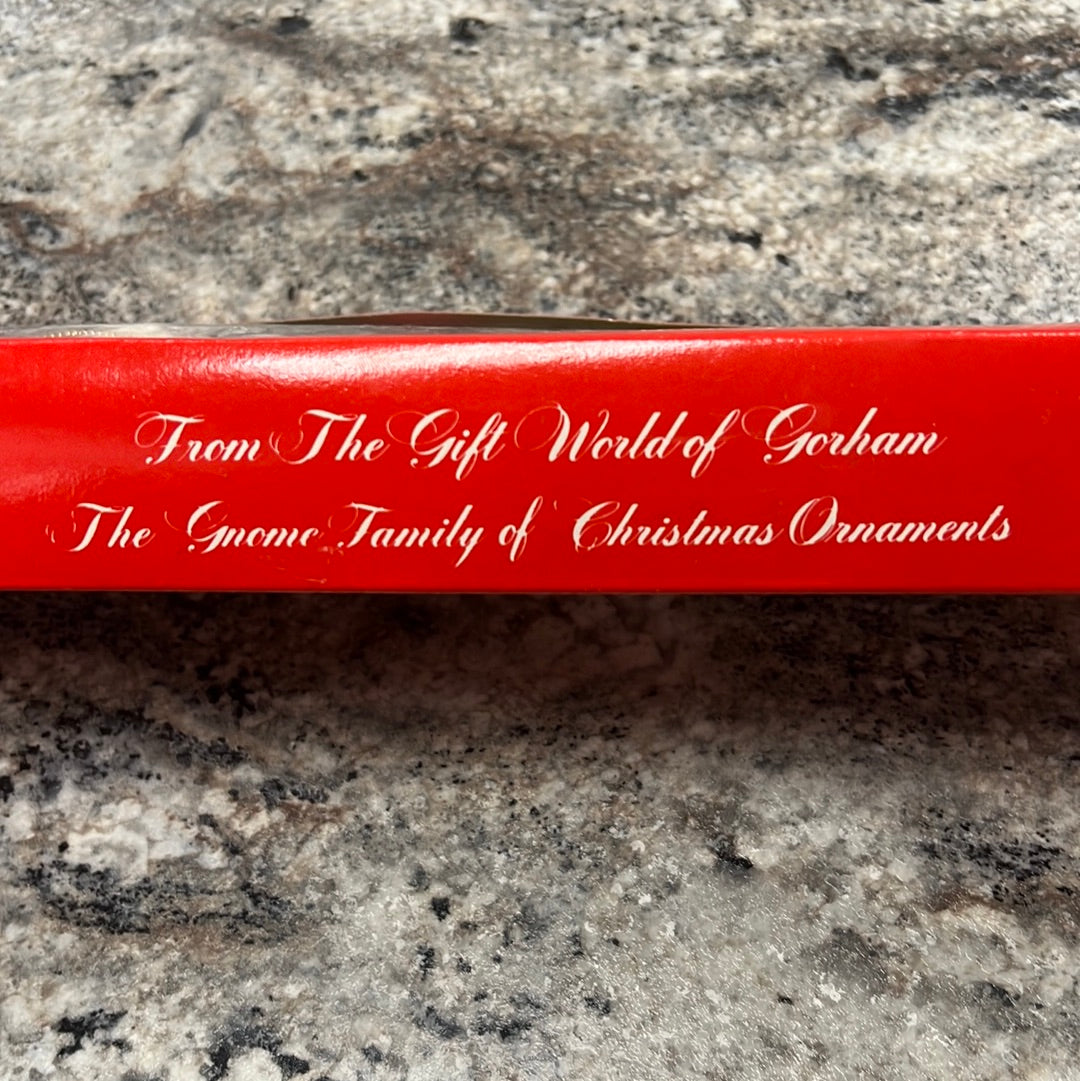 From The Gift World of Gorham
The Gnome Family of Christmas Ornaments